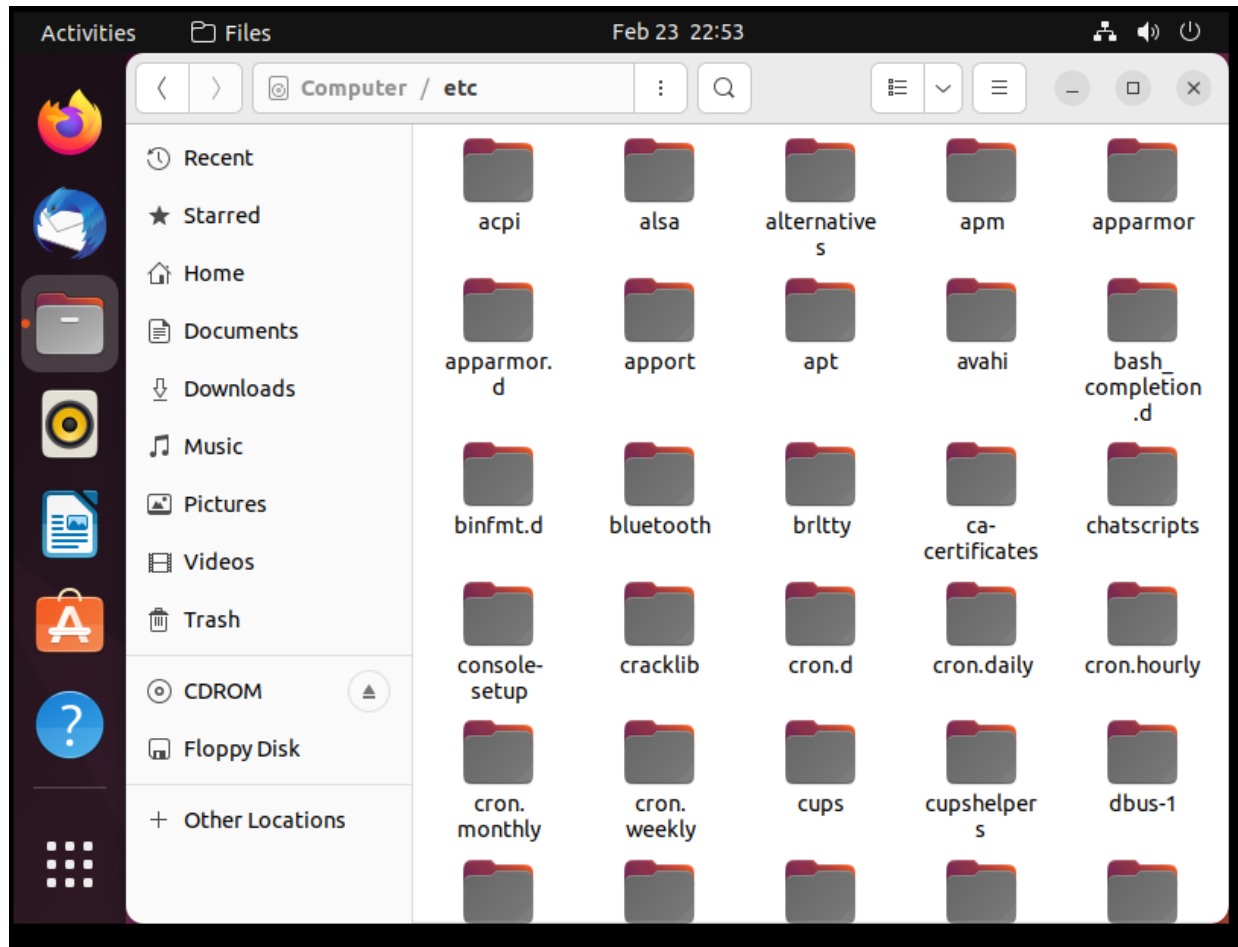 Activities
Files
Feb 23 22:53
Computer / etc
Recent
Starred
Home
Documents
Downloads
Music
Pictures
Videos
Trash
CDROM
Floppy Disk
Other Locations
acpi
alsa
alternative
s
apm
apparmor
apparmor.
d
apport
apt
avahi
bash_
completion
.d
binfmt.d
bluetooth
brltty
ca-
certificates
chatscripts
console-
setup
cracklib
cron.d
cron.daily
cron.hourly
cron.
monthly
cron.
weekly
cups
cupshelper
s
dbus-1